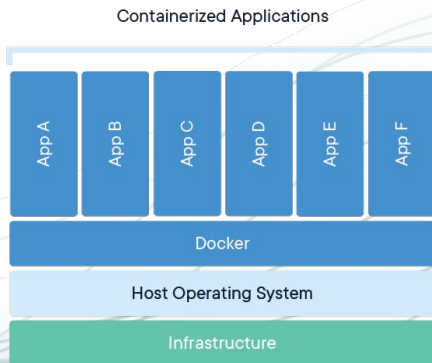 Containerized Applications
App A
App B
App C
App D
App E
App F
Docker
Host Operating System
Infrastructure